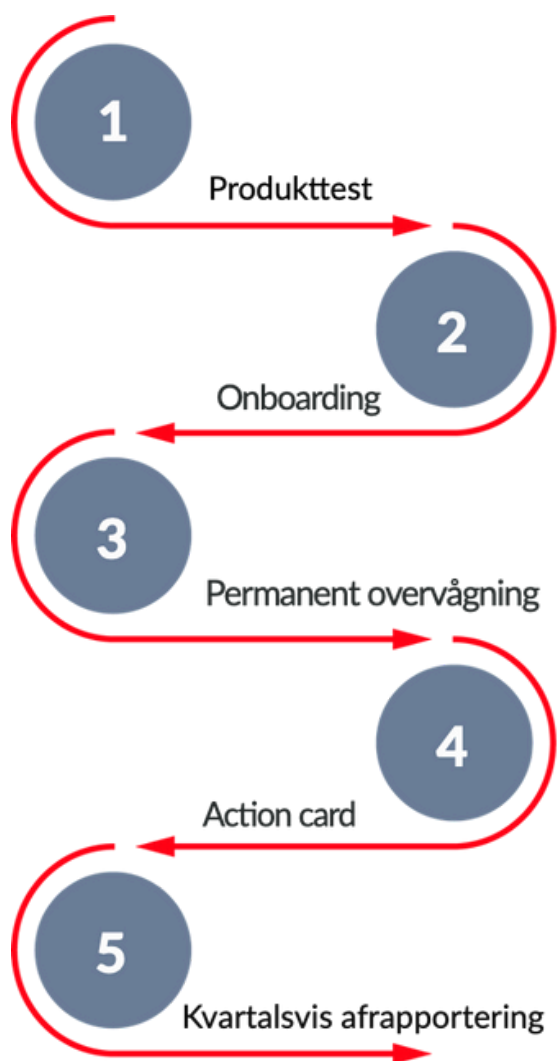 1
Produkttest
2
Onboarding
3
Permanent overvågning
4
Action card
5
Kvartalsvis afrapportering